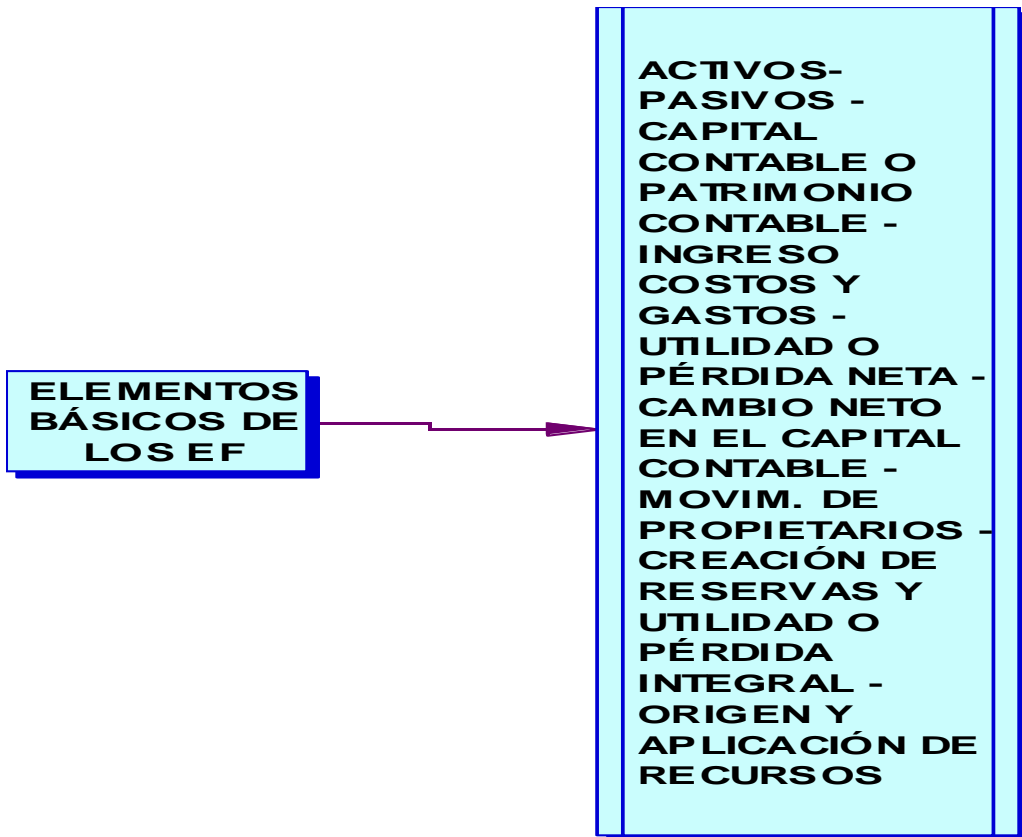 ELEMENTOS
BÁSICOS DE
LOS EF
ACTIVOS-
PASIVOS -
CAPITAL
CONTABLE O
PATRIMONIO
CONTABLE -
INGRESO
COSTOS Y
GASTOS -
UTILIDAD O
PÉRDIDA NETA -
CAMBIO NETO
EN EL CAPITAL
CONTABLE -
MOVIM. DE
PROPIETARIOS -
CREACIÓN DE
RESERVAS Y
UTILIDAD O
PÉRDIDA
INTEGRAL -
ORIGEN Y
APLICACIÓN DE
RECURSOS